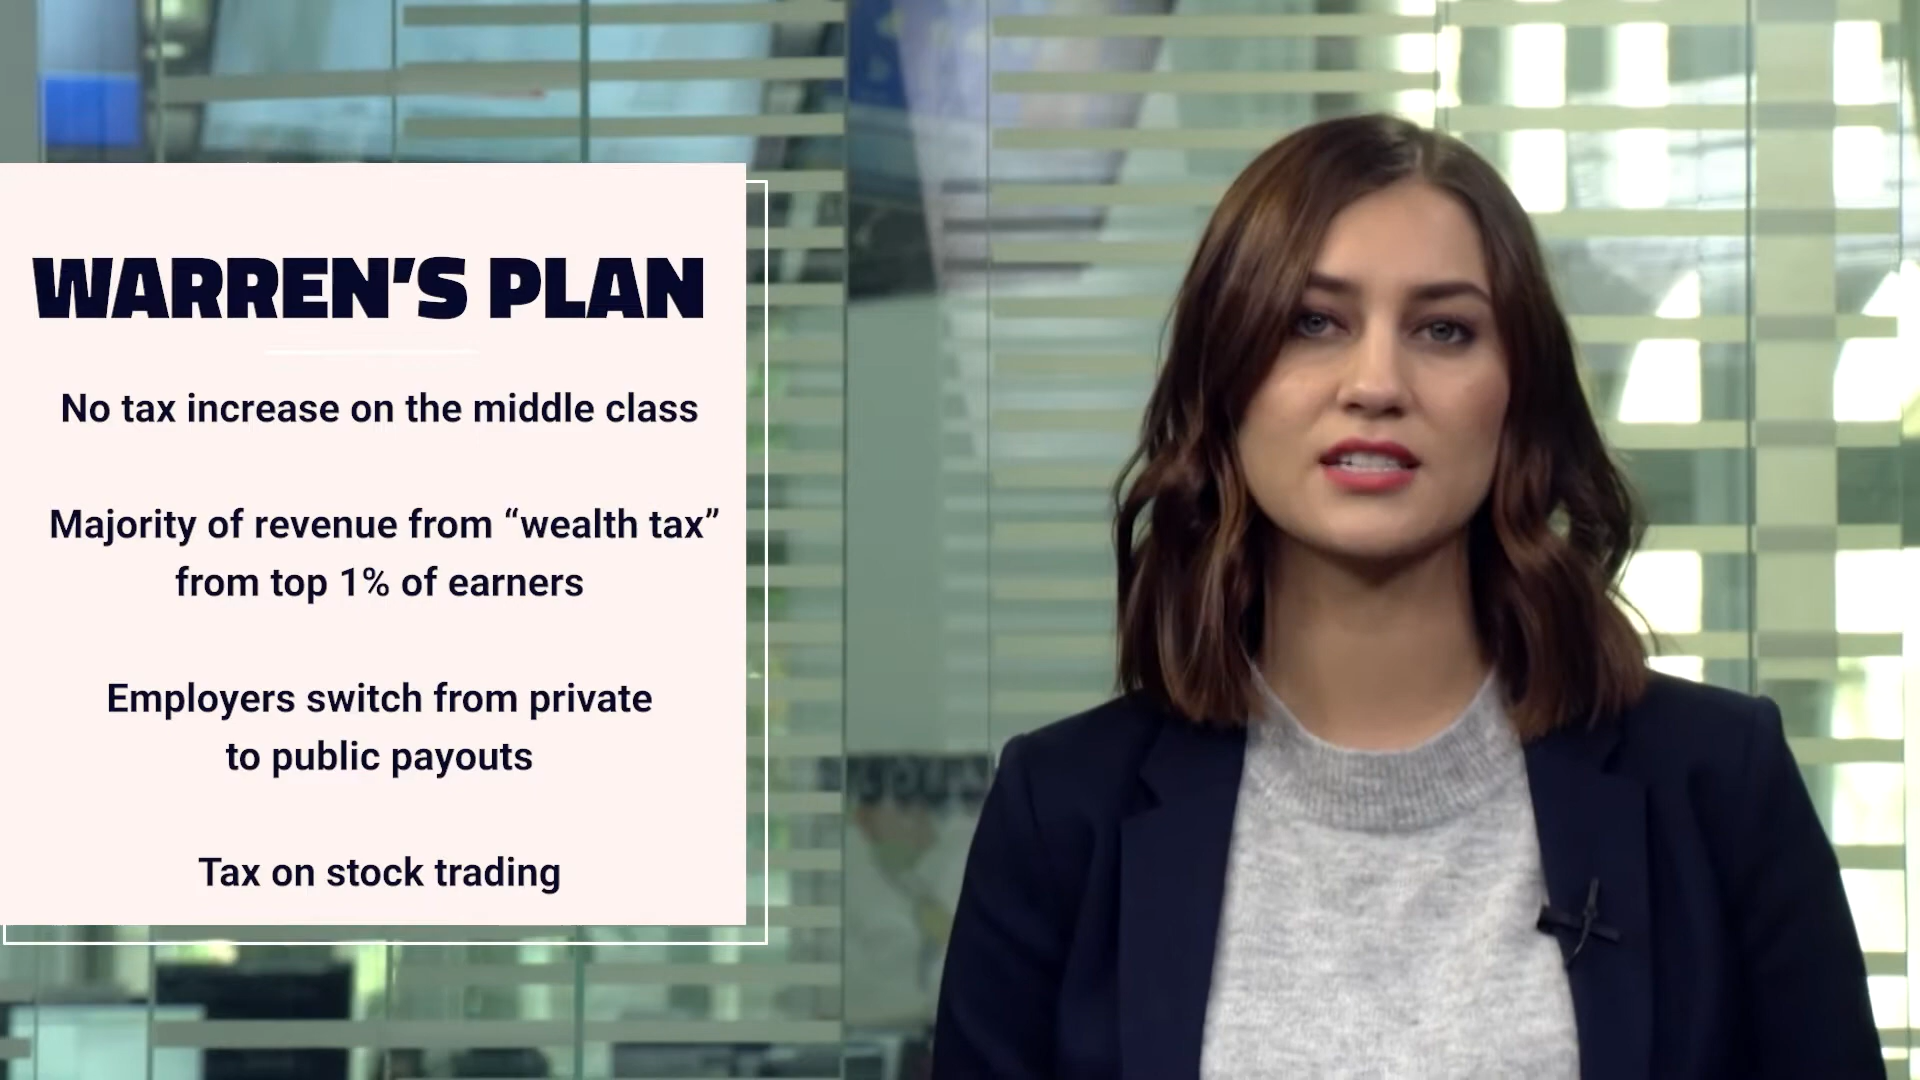 WARREN'S PLAN
No tax increase on the middle class
Majority of revenue from “wealth tax”
from top 1% of earners
Employers switch from private
to public payouts
Tax on stock trading